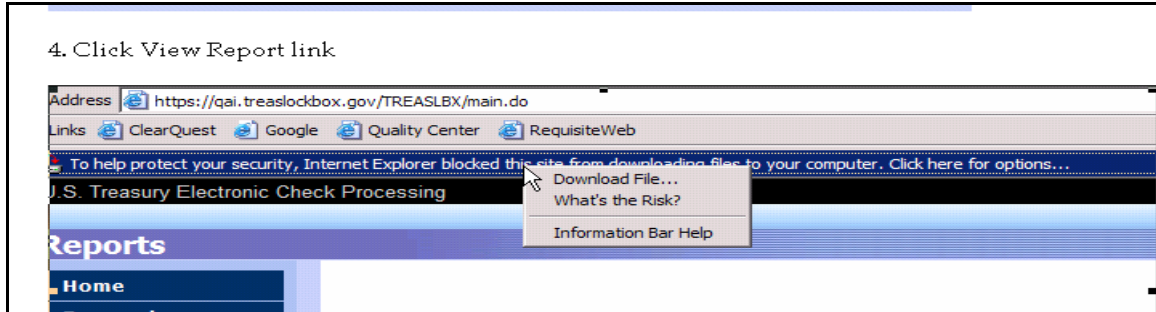 4. Click View Report link
Address https://qai.treaslockbox.gov/TREASLBX/main.do
Links ClearQuest Google Quality Center RequisiteWeb
To help protect your security, Internet Explorer blocked this site from downloading files to your computer. Click here for options...
Download File...
U.S. Treasury Electronic Check Processing
What's the Risk?
Information Bar Help
Reports
Home